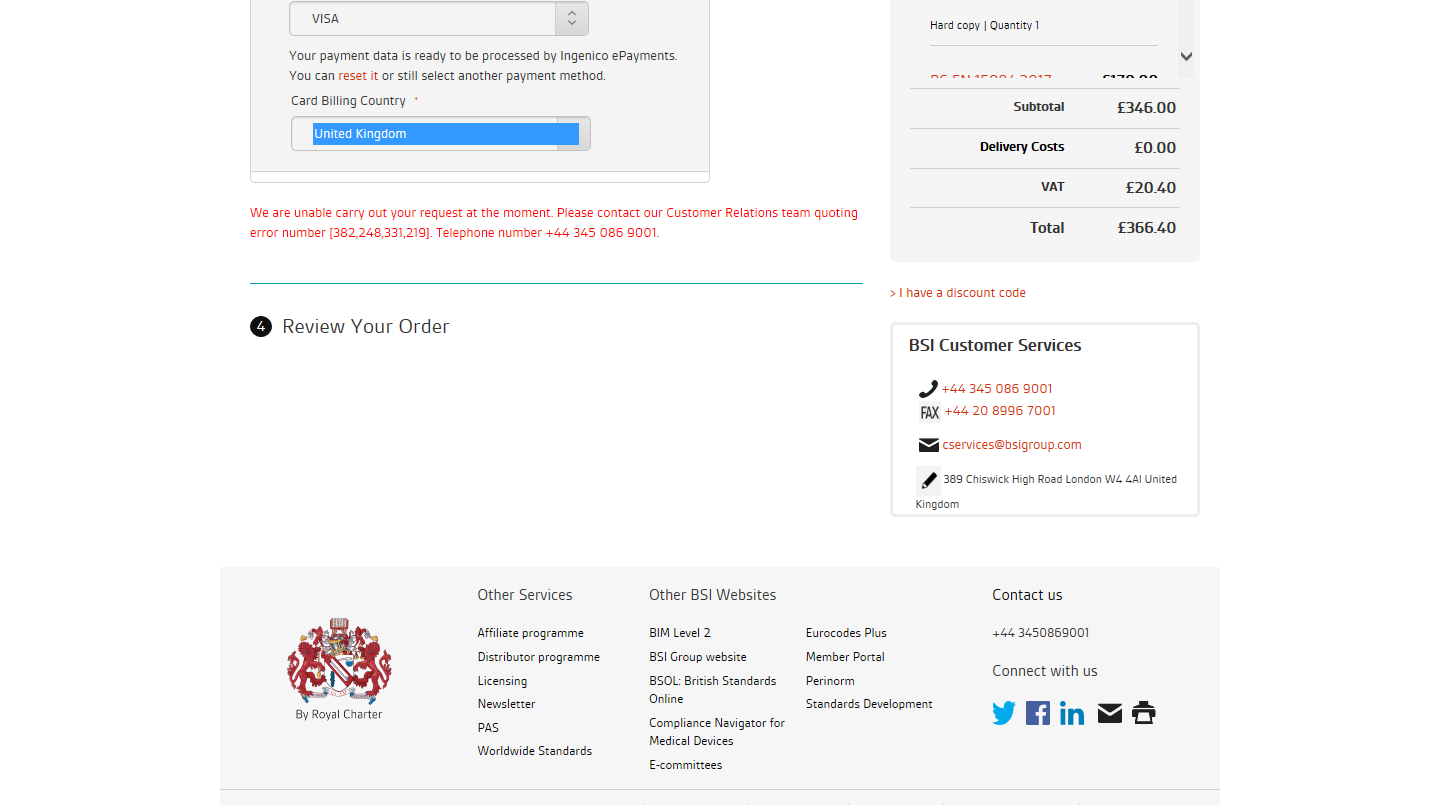 VISA
Your payment data is ready to be processed by Ingenico ePayments.
You can reset it or still select another payment method.
Card Billing Country *
United Kingdom
We are unable carry out your request at the moment. Please contact our Customer Relations team quoting
error number [382,248,331,219]. Telephone number +44 345 086 9001.
4 Review Your Order
Hard copy | Quantity 1
Subtotal £346.00
Delivery Costs £0.00
VAT £20.40
Total £366.40
> I have a discount code
BSI Customer Services
+44 345 086 9001
FAX +44 20 8996 7001
cservices@bsigroup.com
389 Chiswick High Road London W4 4Al United
Kingdom
By Royal Charter
Other Services
Affiliate programme
Distributor programme
Licensing
Newsletter
PAS
Worldwide Standards
Other BSI Websites
BIM Level 2
BSI Group website
BSOL: British Standards
Online
Compliance Navigator for
Medical Devices
E-committees
Eurocodes Plus
Member Portal
Perinorm
Standards Development
Contact us
+44 3450869001
Connect with us